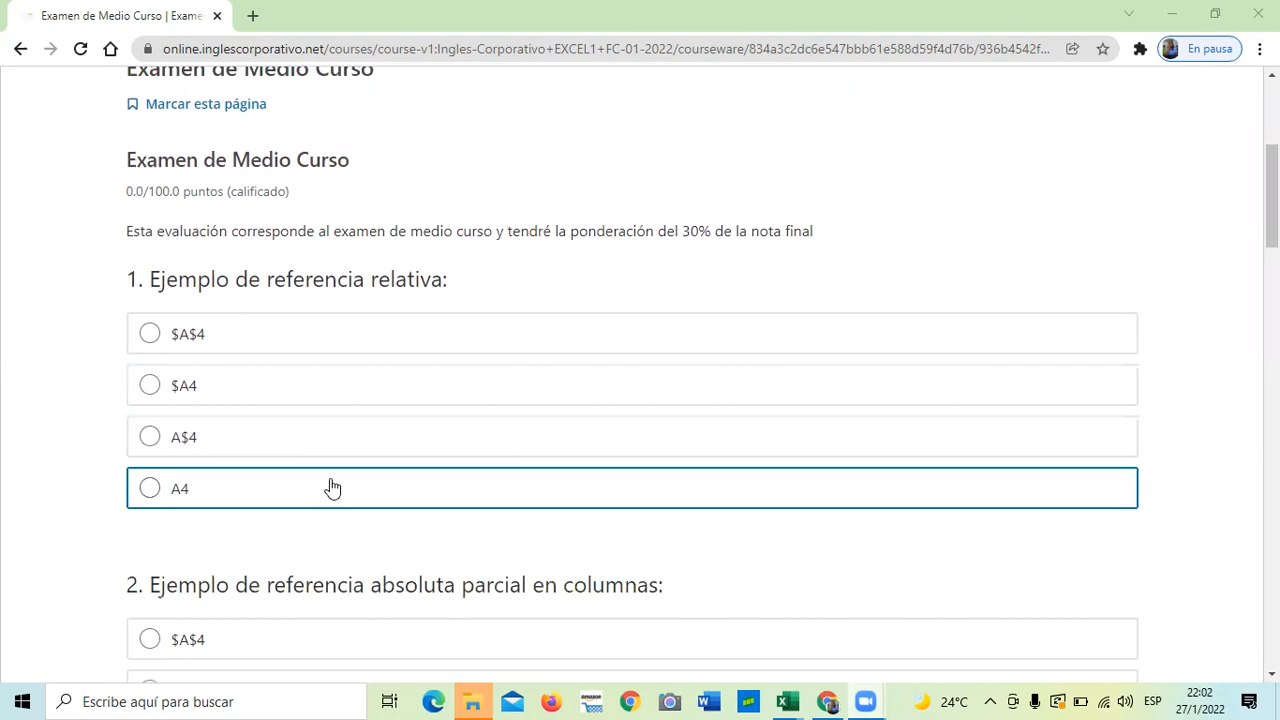 Examen de Medio Curso | Exame
online.inglescorporativo.net/courses/course-v1:Ingles-Corporativo+EXCEL1+FC-01-2022/courseware/634a3c2dc6e547bbb61e588d59f4d76b/936b4542f...
En pausa
Examen de Medio Curso
Marcar esta página
Examen de Medio Curso
0.0/100.0 puntos (calificado)
Esta evaluación corresponde al examen de medio curso y tendré la ponderación del 30% de la nota final
1. Ejemplo de referencia relativa:
$A$4
$A4
A$4
A4
2. Ejemplo de referencia absoluta parcial en columnas:
$A$4
Escribe aquí para buscar
amazon
24°C
ESP
22:02
27/1/2022